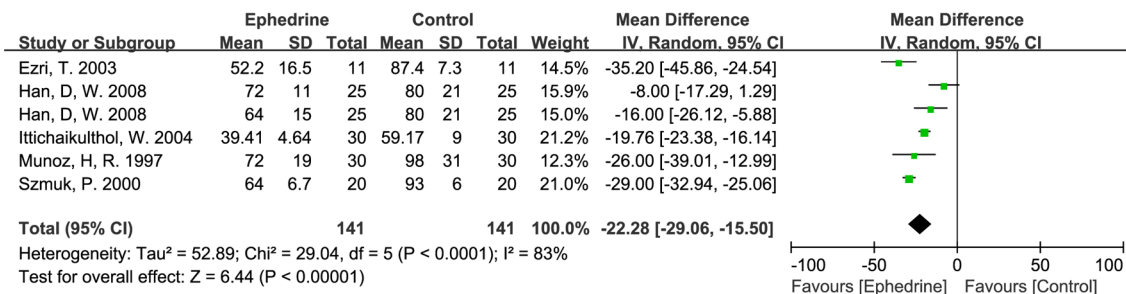 Ephedrine Control Mean Difference Mean Difference
Study or Subgroup Mean SD Total Mean SD Total Weight IV, Random, 95% CI IV, Random, 95% CI
Ezri, T. 2003 52.2 16.5 11 87.4 7.3 11 14.5% -35.20 [-45.86, -24.54]
Han, D, W. 2008 72 11 25 80 21 25 15.9% -8.00 [-17.29, 1.29]
Han, D, W. 2008 64 15 25 80 21 25 15.0% -16.00 [-26.12, -5.88]
Ittichaikulthol, W. 2004 39.41 4.64 30 59.17 9 30 21.2% -19.76 [-23.38, -16.14]
Munoz, H, R. 1997 72 19 30 98 31 30 12.3% -26.00 [-39.01, -12.99]
Szmuk, P. 2000 64 6.7 20 93 6 20 21.0% -29.00 [-32.94, -25.06]
Total (95% CI) 141 141 100.0% -22.28 [-29.06, -15.50]
Heterogeneity: Tau² = 52.89; Chi² = 29.04, df = 5 (P < 0.0001); I² = 83%
Test for overall effect: Z = 6.44 (P < 0.00001)
-100 -50 0 50 100
Favours [Ephedrine] Favours [Control]